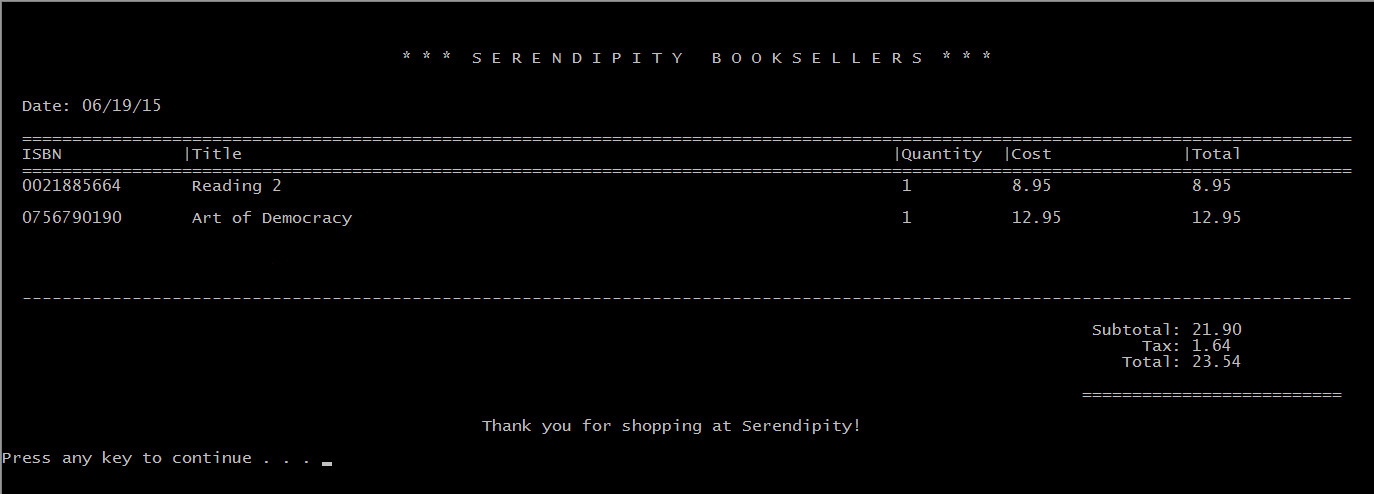 * * *  S E R E N D I P I T Y   B O O K S E L L E R S  * * *
Date: 06/19/15
=====================================================================================================================================
ISBN            |Title                                                                 |Quantity  |Cost             |Total
=====================================================================================================================================
0021885664       Reading 2                                                              1          8.95              8.95
0756790190       Art of Democracy                                                       1          12.95             12.95
-------------------------------------------------------------------------------------------------------------------------------------
Subtotal: 21.90
Tax: 1.64
Total: 23.54
==========================
Thank you for shopping at Serendipity!
Press any key to continue . . . _